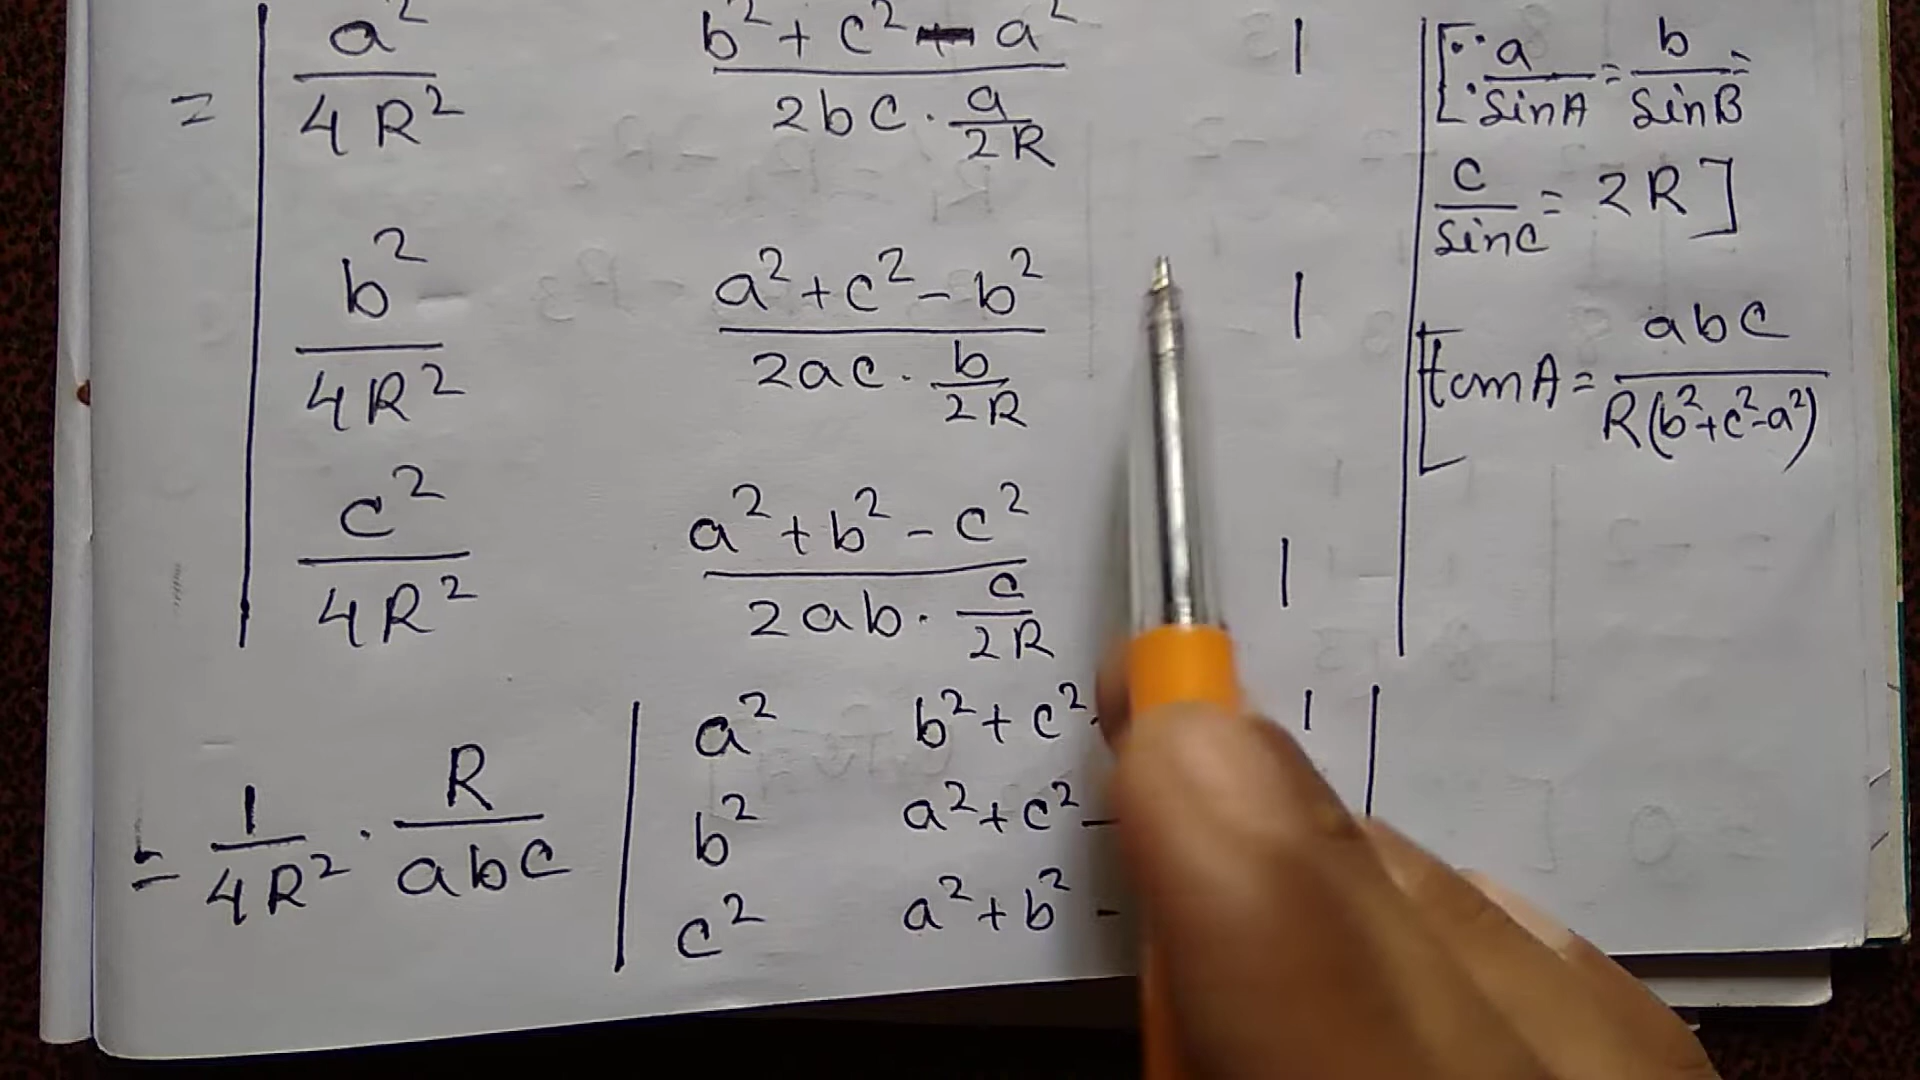 = | a²/4R²   (b² + c² - a²)/(2bc · a/2R)   1 |
b²/4R²   (a² + c² - b²)/(2ac · b/2R)   1
c²/4R²   (a² + b² - c²)/(2ab · c/2R)   1
[∵ a/sinA = b/sinB =
c/sinC = 2R]
[tanA = abc/R(b²+c²-a²)
= 1/4R² · R/abc | a²   b² + c²   1 |
b²   a² + c² -
c²   a² + b² -